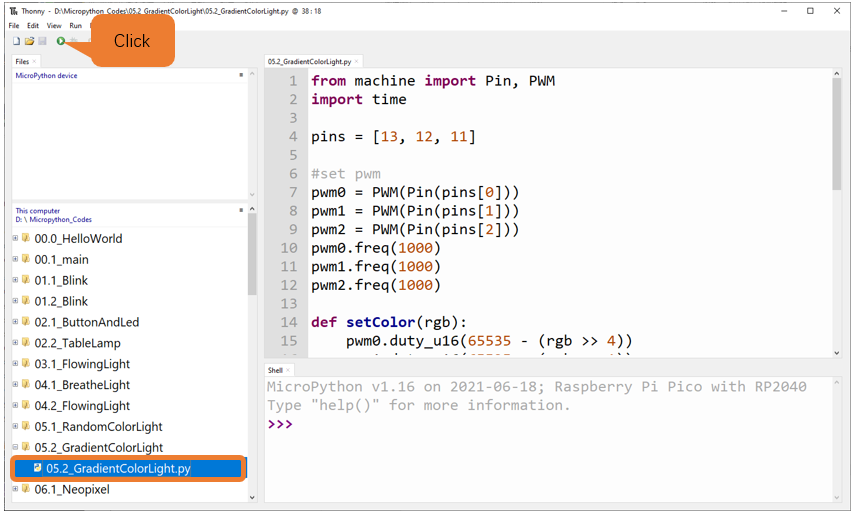 Thonny - D:\Micropython_Codes\05.2_GradientColorLight\05.2_GradientColorLight.py @ 38 : 18
File Edit View Run
Click
Files
MicroPython device
This computer
D: \ Micropython_Codes
00.0_HelloWorld
00.1_main
01.1_Blink
01.2_Blink
02.1_ButtonAndLed
02.2_TableLamp
03.1_FlowingLight
04.1_BreatheLight
04.2_FlowingLight
05.1_RandomColorLight
05.2_GradientColorLight
05.2_GradientColorLight.py
06.1_Neopixel
05.2_GradientColorLight.py
1 from machine import Pin, PWM
2 import time
3
4 pins = [13, 12, 11]
5
6 #set pwm
7 pwm0 = PWM(Pin(pins[0]))
8 pwm1 = PWM(Pin(pins[1]))
9 pwm2 = PWM(Pin(pins[2]))
10 pwm0.freq(1000)
11 pwm1.freq(1000)
12 pwm2.freq(1000)
13
14 def setColor(rgb):
15 pwm0.duty_u16(65535 - (rgb >> 4))
Shell
MicroPython v1.16 on 2021-06-18; Raspberry Pi Pico with RP2040
Type "help()" for more information.
>>>